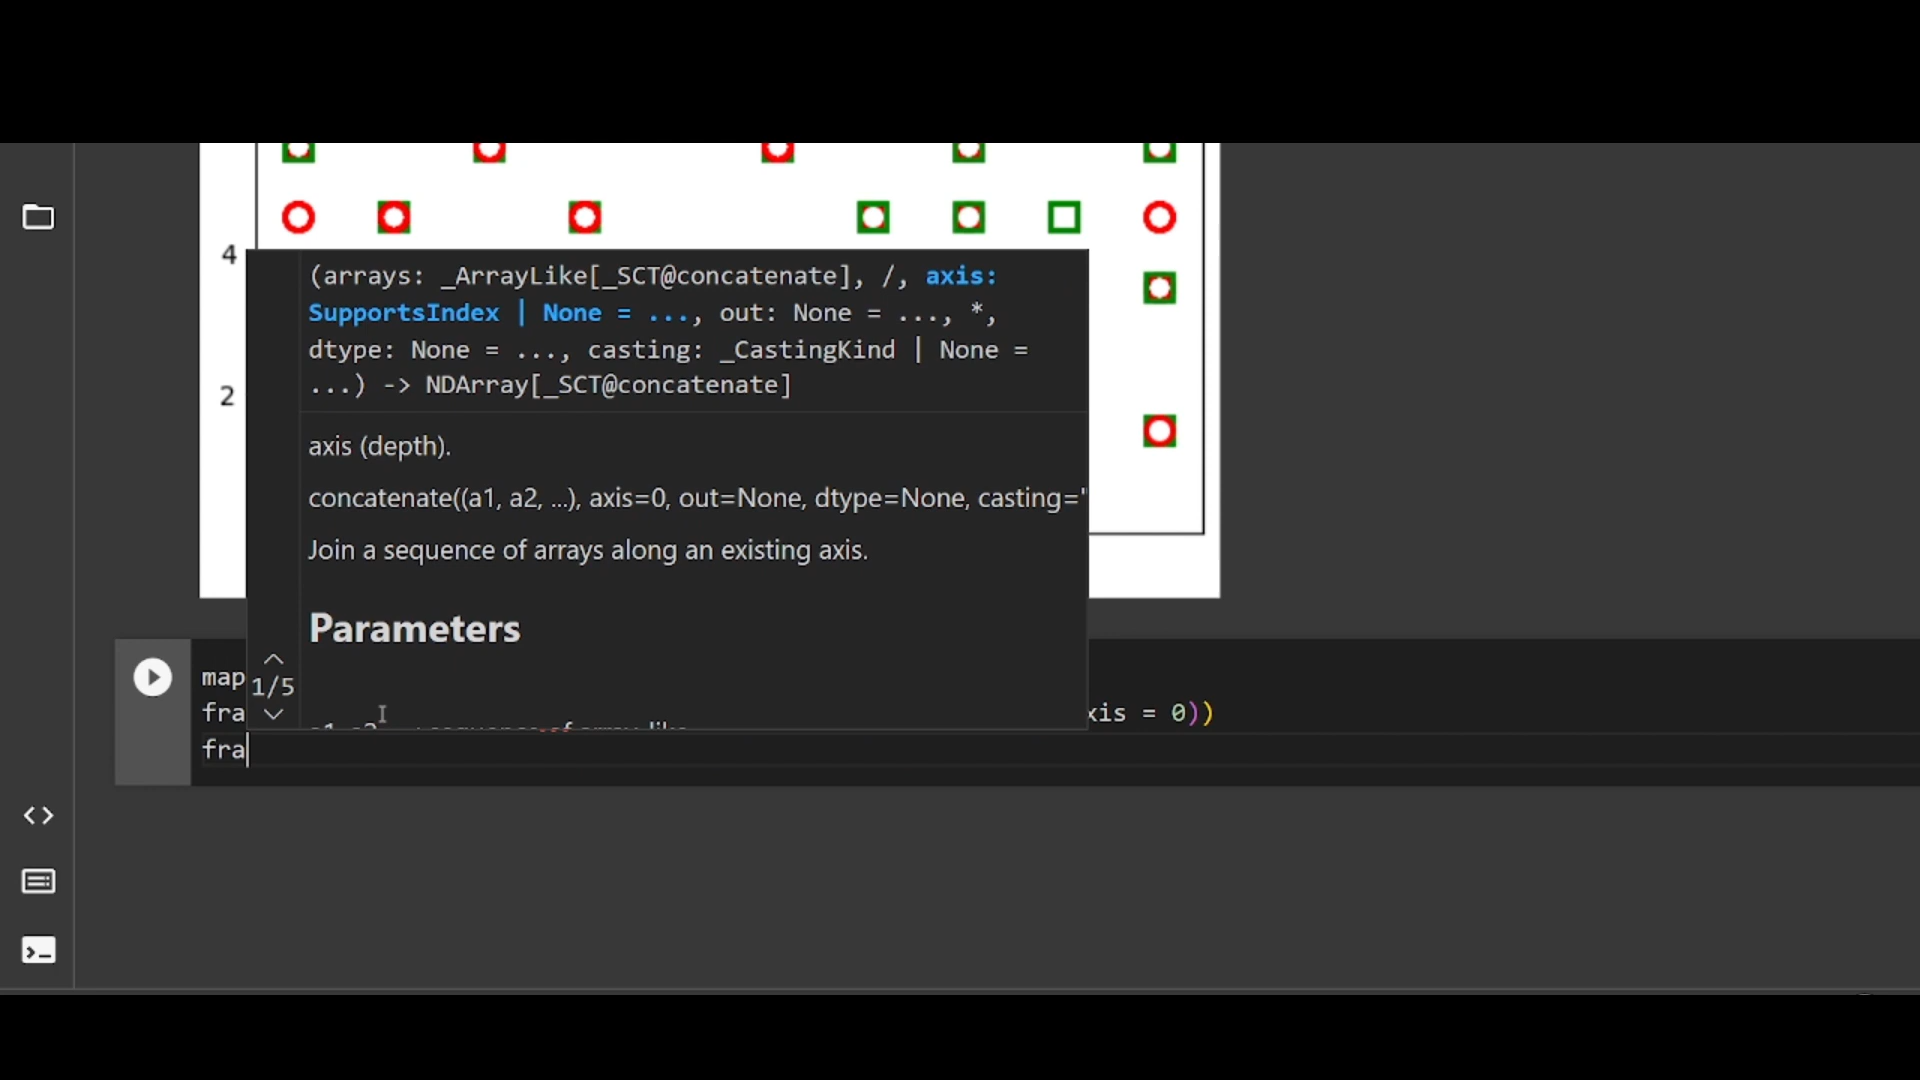 4
(arrays: _ArrayLike[_SCT@concatenate], /, axis:
SupportsIndex | None = ..., out: None = ..., *,
dtype: None = ..., casting: _CastingKind | None =
...) -> NDArray[_SCT@concatenate]
2
axis (depth).
concatenate((a1, a2, ...), axis=0, out=None, dtype=None, casting="
Join a sequence of arrays along an existing axis.
Parameters
map
1/5
fra
xis = 0))
fra